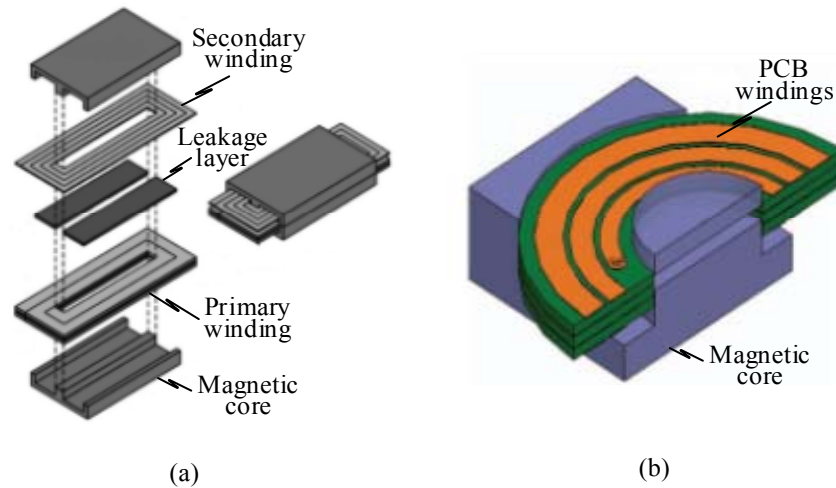 Secondary
winding
Leakage
layer
Primary
winding
Magnetic
core
(a)
PCB
windings
Magnetic
core
(b)